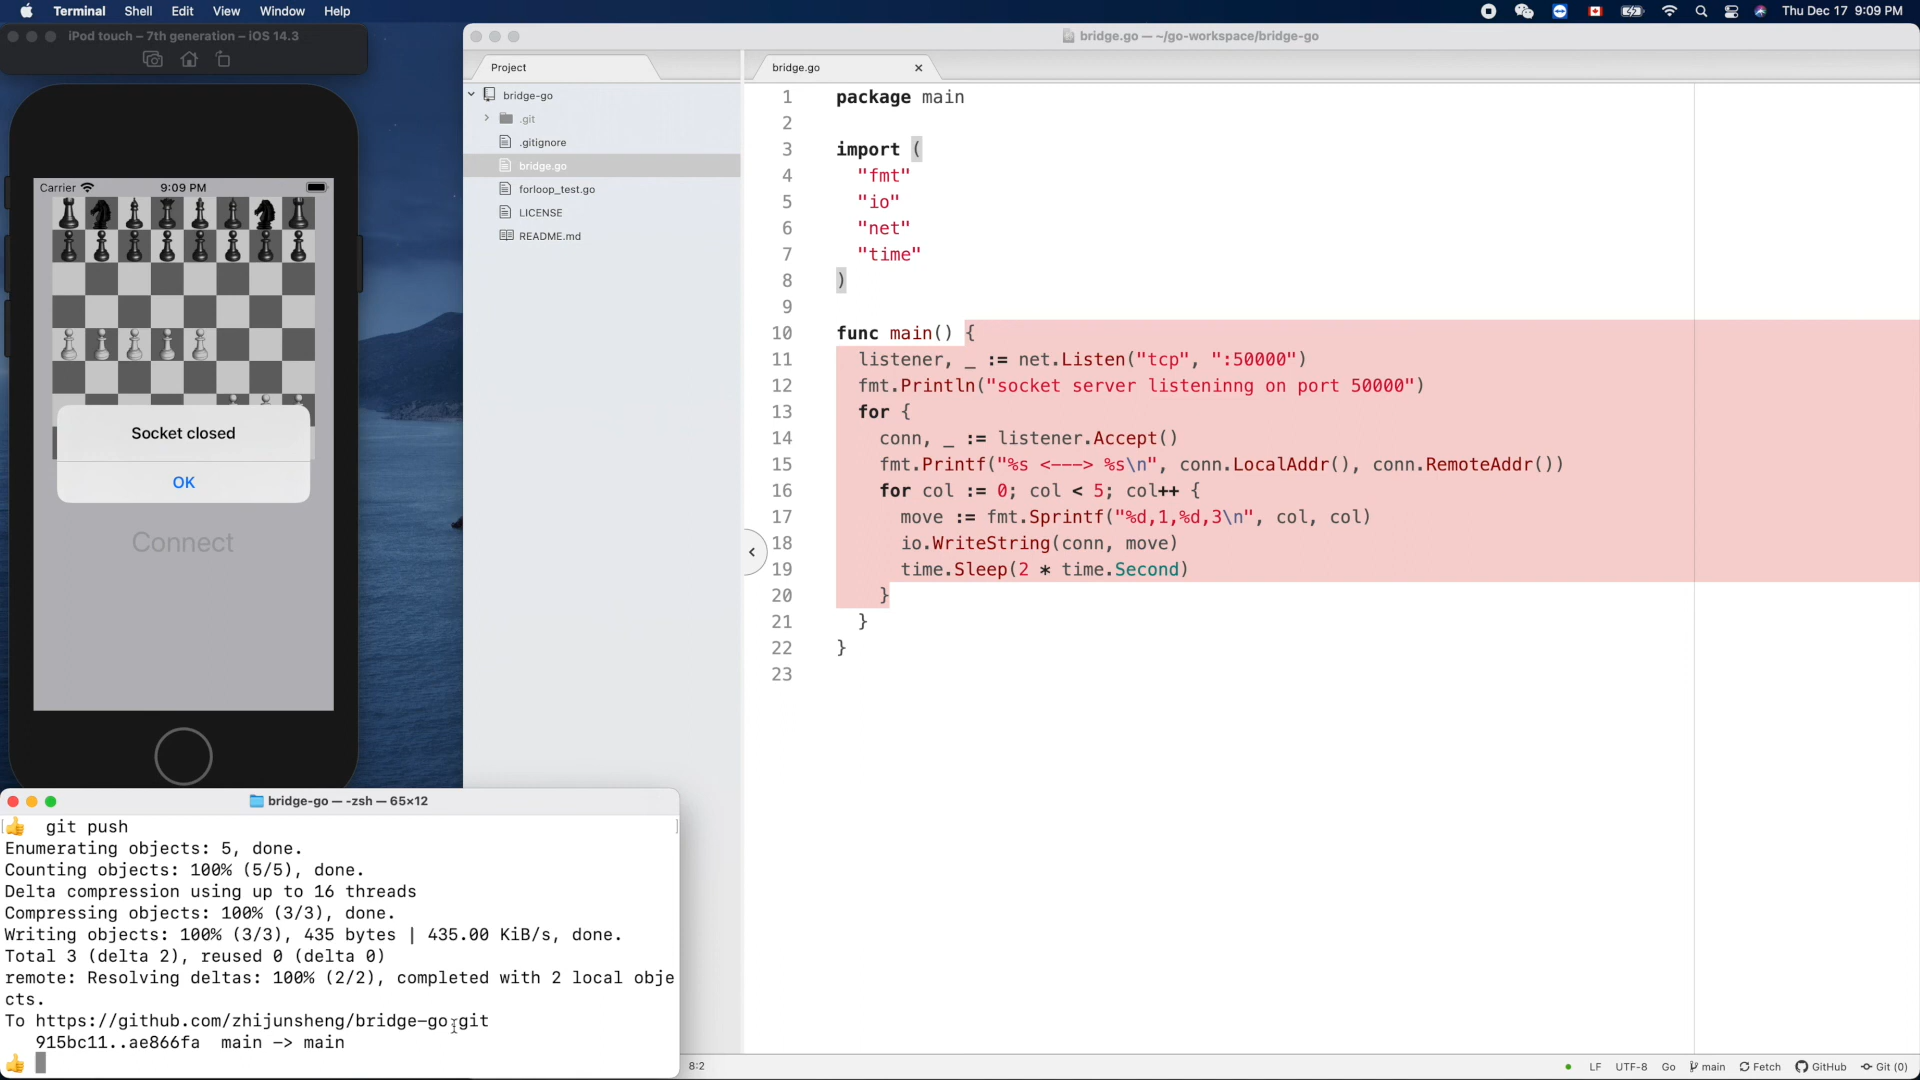 Terminal Shell Edit View Window Help
Thu Dec 17 9:09 PM
iPod touch – 7th generation – iOS 14.3
Carrier 9:09 PM
Socket closed
OK
Connect
bridge.go — ~/go-workspace/bridge-go
Project
bridge-go
.git
.gitignore
bridge.go
forloop_test.go
LICENSE
README.md
bridge.go
1 package main
2
3 import (
4 "fmt"
5 "io"
6 "net"
7 "time"
8 )
9
10 func main() {
11 listener, _ := net.Listen("tcp", ":50000")
12 fmt.Println("socket server listeninng on port 50000")
13 for {
14 conn, _ := listener.Accept()
15 fmt.Printf("%s <---> %s\n", conn.LocalAddr(), conn.RemoteAddr())
16 for col := 0; col < 5; col++ {
17 move := fmt.Sprintf("%d,1,%d,3\n", col, col)
18 io.WriteString(conn, move)
19 time.Sleep(2 * time.Second)
20 }
21 }
22 }
23
bridge-go — -zsh — 65×12
👍 git push
Enumerating objects: 5, done.
Counting objects: 100% (5/5), done.
Delta compression using up to 16 threads
Compressing objects: 100% (3/3), done.
Writing objects: 100% (3/3), 435 bytes | 435.00 KiB/s, done.
Total 3 (delta 2), reused 0 (delta 0)
remote: Resolving deltas: 100% (2/2), completed with 2 local obje
cts.
To https://github.com/zhijunsheng/bridge-go.git
915bc11..ae866fa main -> main
👍
8:2
LF UTF-8 Go main Fetch GitHub Git (0)